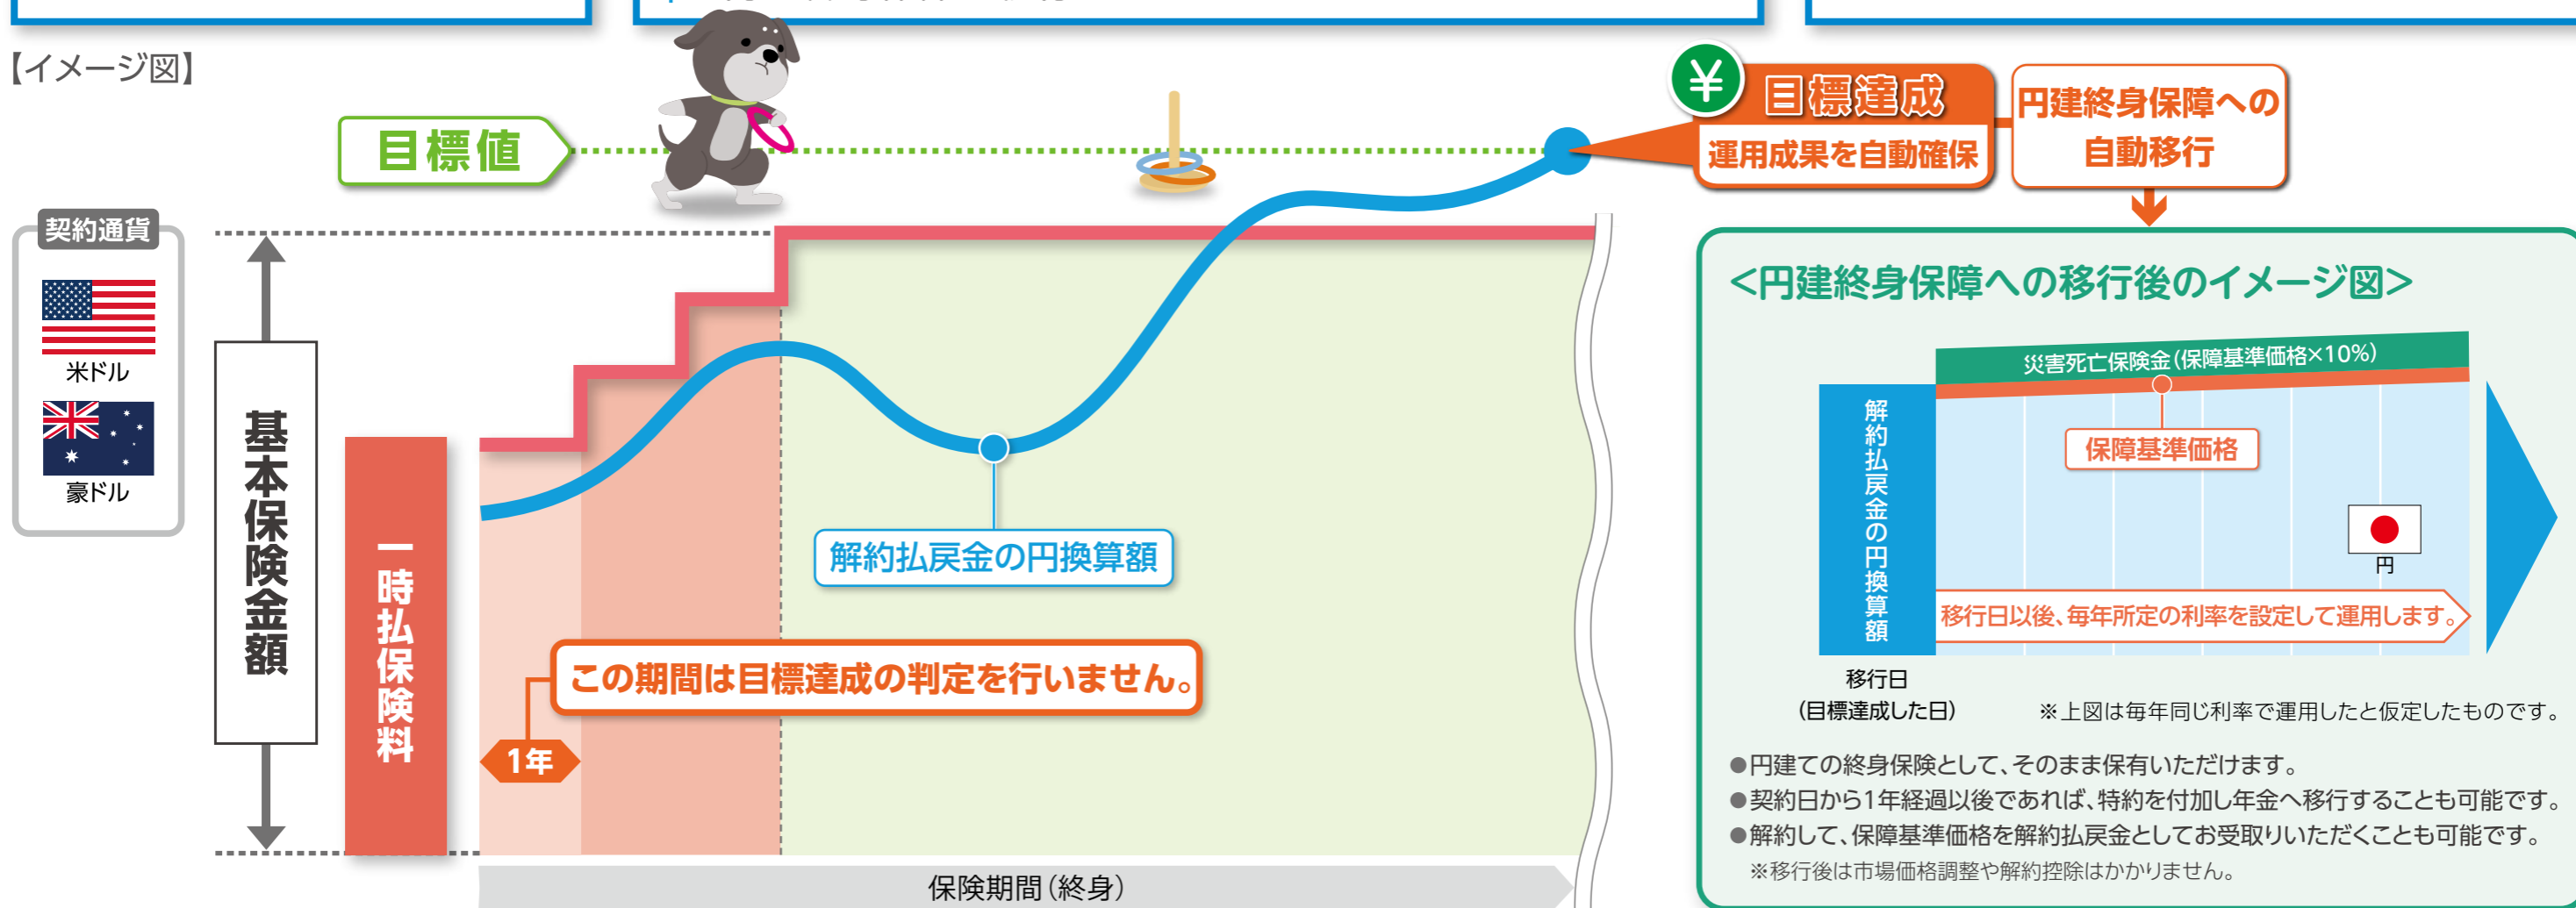 【イメージ図】
目標値
¥
目標達成
運用成果を自動確保
円建終身保障への
自動移行
契約通貨
米ドル
豪ドル
基本保険金額
一時払保険料
解約払戻金の円換算額
この期間は目標達成の判定を行いません。
1年
保険期間(終身)
<円建終身保障への移行後のイメージ図>
災害死亡保険金(保障基準価格×10%)
保障基準価格
解約払戻金の円換算額
円
移行日以後、毎年所定の利率を設定して運用します。
移行日
(目標達成した日)
※上図は毎年同じ利率で運用したと仮定したものです。
●円建ての終身保険として、そのまま保有いただけます。
●契約日から1年経過以後であれば、特約を付加し年金へ移行することも可能です。
●解約して、保障基準価格を解約払戻金としてお受取りいただくことも可能です。
※移行後は市場価格調整や解約控除はかかりません。